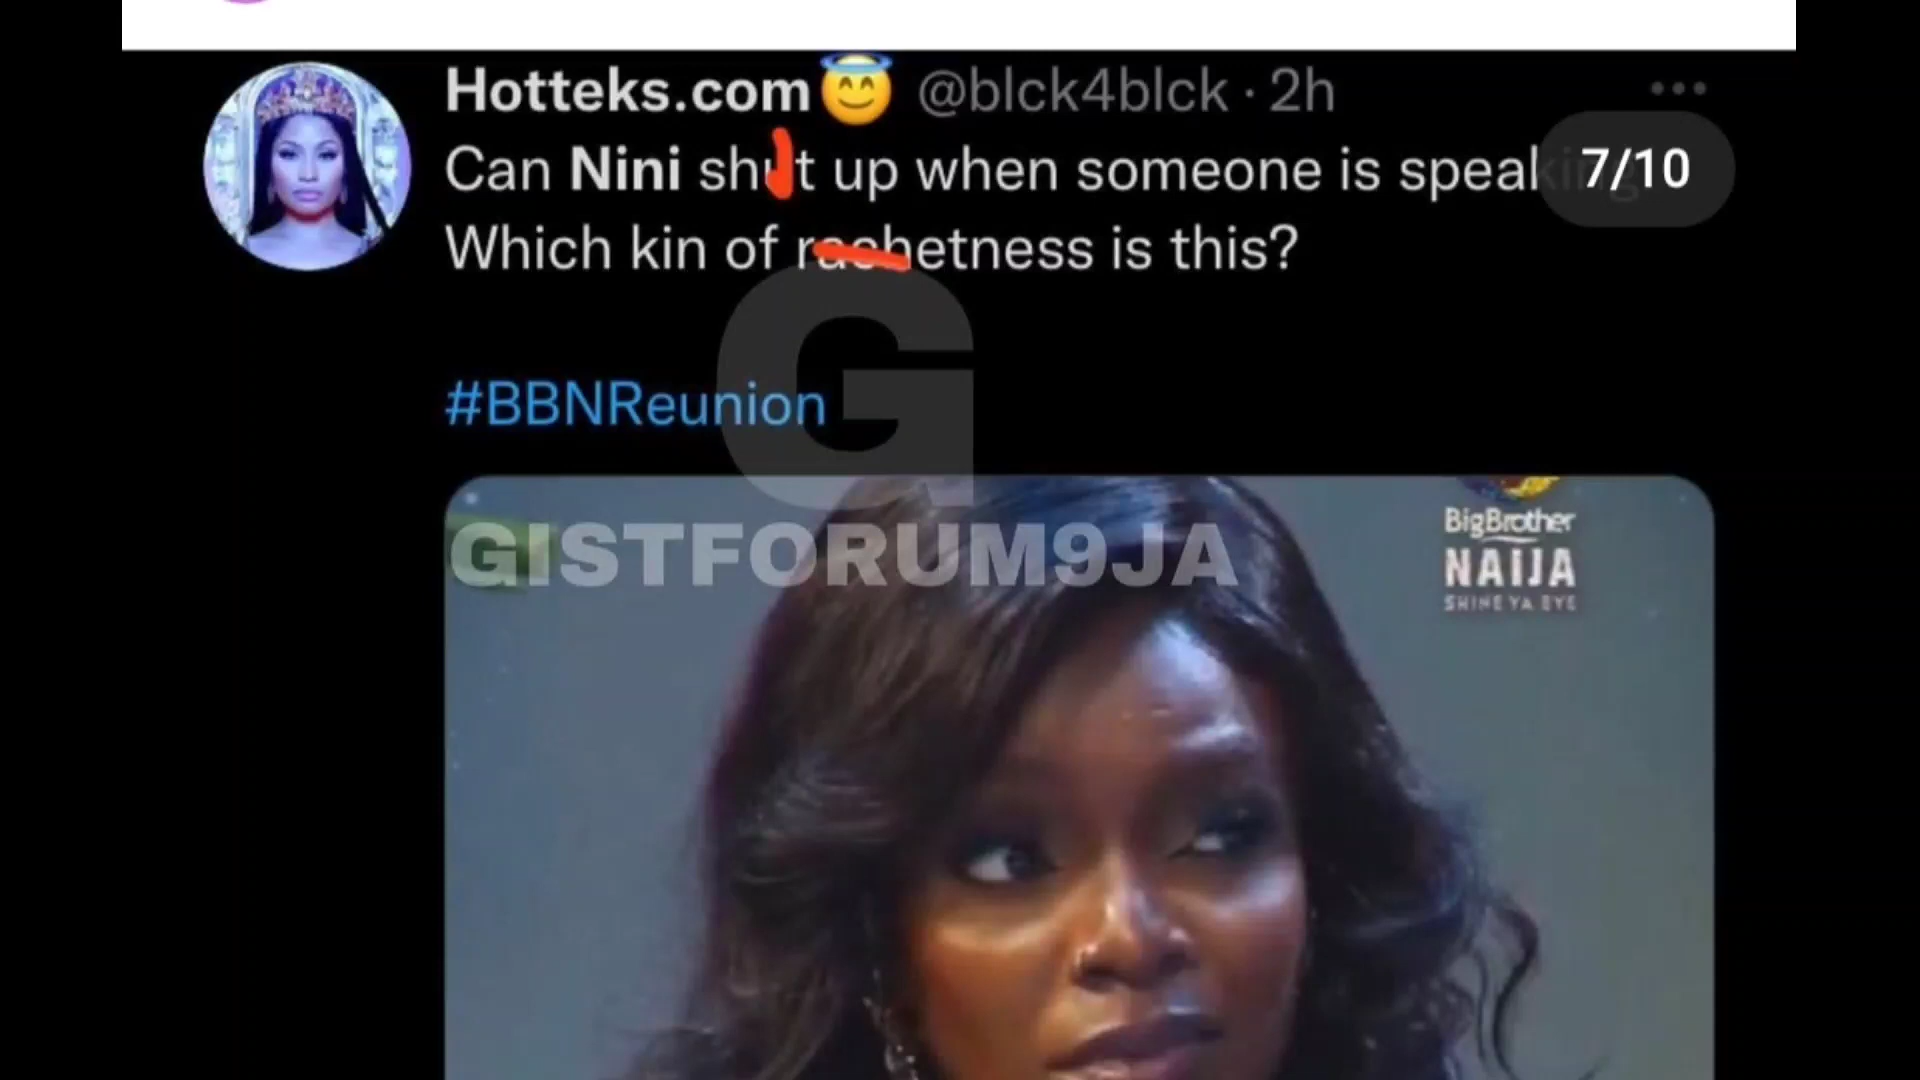 Hotteks.com😇 @blck4blck · 2h
Can Nini shut up when someone is speaking
7/10
Which kin of rachetness is this?
#BBNReunion
G
GISTFORUM9JA
BigBrother
NAIJA
SHINE YA EYE